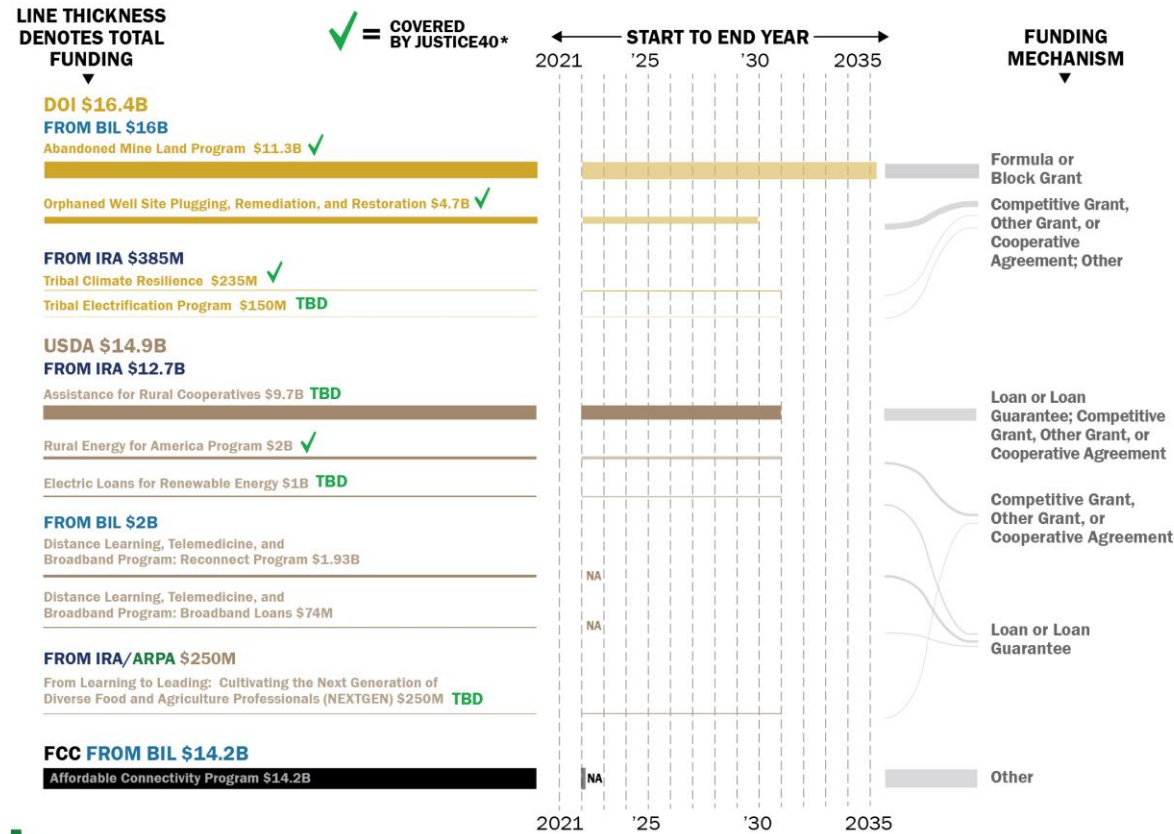 LINE THICKNESS
DENOTES TOTAL
FUNDING
= COVERED
BY JUSTICE40*
START TO END YEAR
2021 '25 '30 2035
FUNDING
MECHANISM
DOI $16.4B
FROM BIL $16B
Abandoned Mine Land Program $11.3B
Formula or
Block Grant
Orphaned Well Site Plugging, Remediation, and Restoration $4.7B
Competitive Grant,
Other Grant, or
Cooperative
Agreement; Other
FROM IRA $385M
Tribal Climate Resilience $235M
Tribal Electrification Program $150M TBD
USDA $14.9B
FROM IRA $12.7B
Assistance for Rural Cooperatives $9.7B TBD
Loan or Loan
Guarantee; Competitive
Grant, Other Grant, or
Cooperative Agreement
Rural Energy for America Program $2B
Electric Loans for Renewable Energy $1B TBD
Competitive Grant,
Other Grant, or
Cooperative Agreement
FROM BIL $2B
Distance Learning, Telemedicine, and
Broadband Program: Reconnect Program $1.93B
NA
Distance Learning, Telemedicine, and
Broadband Program: Broadband Loans $74M
NA
Loan or Loan
Guarantee
FROM IRA/ARPA $250M
From Learning to Leading: Cultivating the Next Generation of
Diverse Food and Agriculture Professionals (NEXTGEN) $250M TBD
FCC FROM BIL $14.2B
Affordable Connectivity Program $14.2B
NA
Other
2021 '25 '30 2035